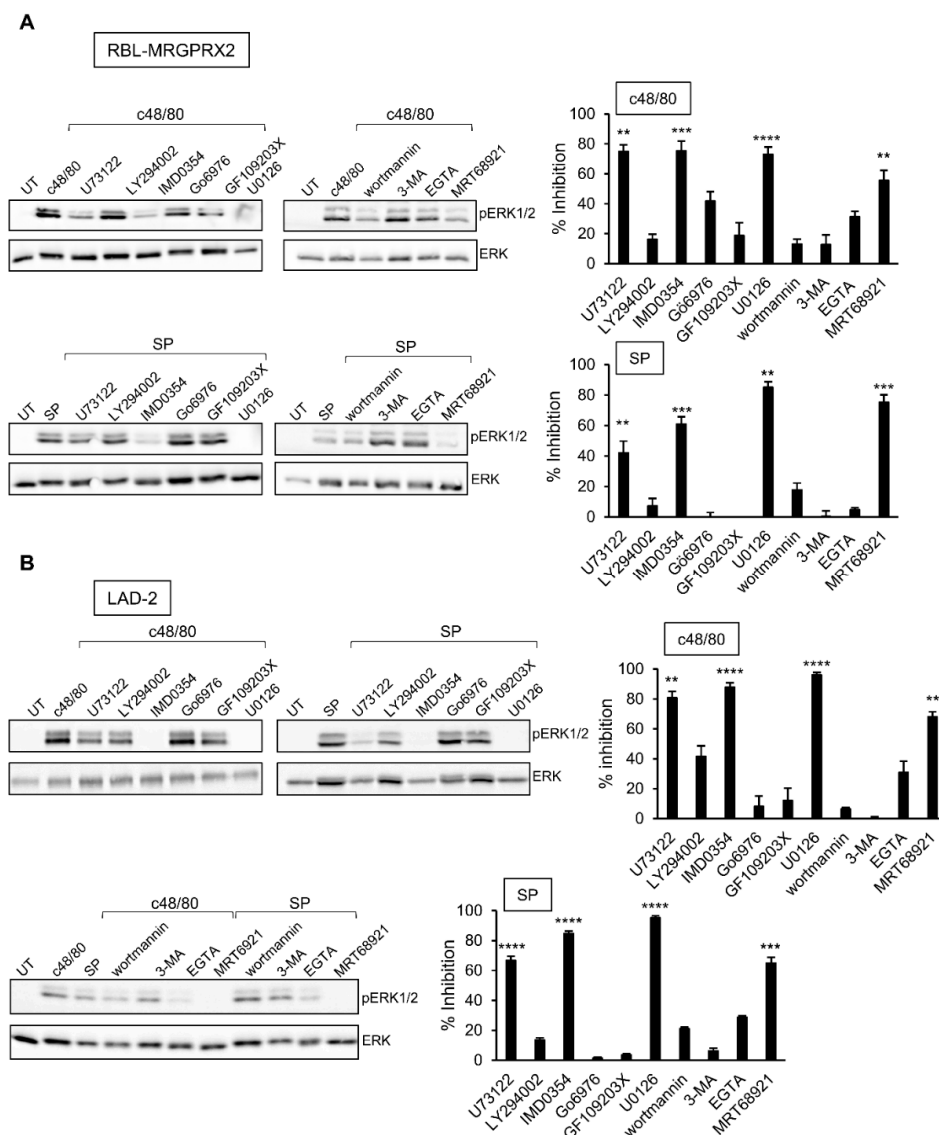 A
RBL-MRGPRX2
c48/80
UT c48/80 U73122 LY294002 IMD0354 Go6976 GF109203X U0126
pERK1/2
ERK
c48/80
UT c48/80 wortmannin 3-MA EGTA MRT68921
pERK1/2
ERK
c48/80
% Inhibition
100
80
60
40
20
0
** *** **** **
U73122 LY294002 IMD0354 Gö6976 GF109203X U0126 wortmannin 3-MA EGTA MRT68921
SP
UT SP U73122 LY294002 IMD0354 Go6976 GF109203X U0126
SP
UT SP wortmannin 3-MA EGTA MRT68921
pERK1/2
ERK
SP
% Inhibition
100
80
60
40
20
0
** *** ** ***
U73122 LY294002 IMD0354 Gö6976 GF109203X U0126 wortmannin 3-MA EGTA MRT68921
B
LAD-2
c48/80
UT c48/80 U73122 LY294002 IMD0354 Go6976 GF109203X U0126
SP
UT SP U73122 LY294002 IMD0354 Go6976 GF109203X U0126
pERK1/2
ERK
c48/80
% inhibition
100
80
60
40
20
0
** **** **** **
U73122 LY294002 IMD0354 Go6976 GF109203X U0126 wortmannin 3-MA EGTA MRT68921
c48/80 SP
UT c48/80 SP wortmannin 3-MA EGTA MRT6921 wortmannin 3-MA EGTA MRT68921
pERK1/2
ERK
SP
% Inhibition
100
80
60
40
20
0
**** **** **** ***
U73122 LY294002 IMD0354 Go6976 GF109203X U0126 wortmannin 3-MA EGTA MRT68921